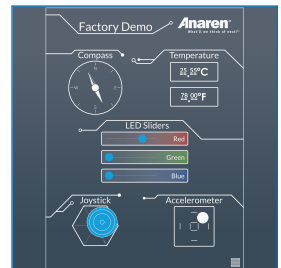 Factory Demo
Anaren®
What'll we think of next?®
Compass
Temperature
N
25.55°C
78.00°F
LED Sliders
Red
Green
Blue
Joystick
Accelerometer